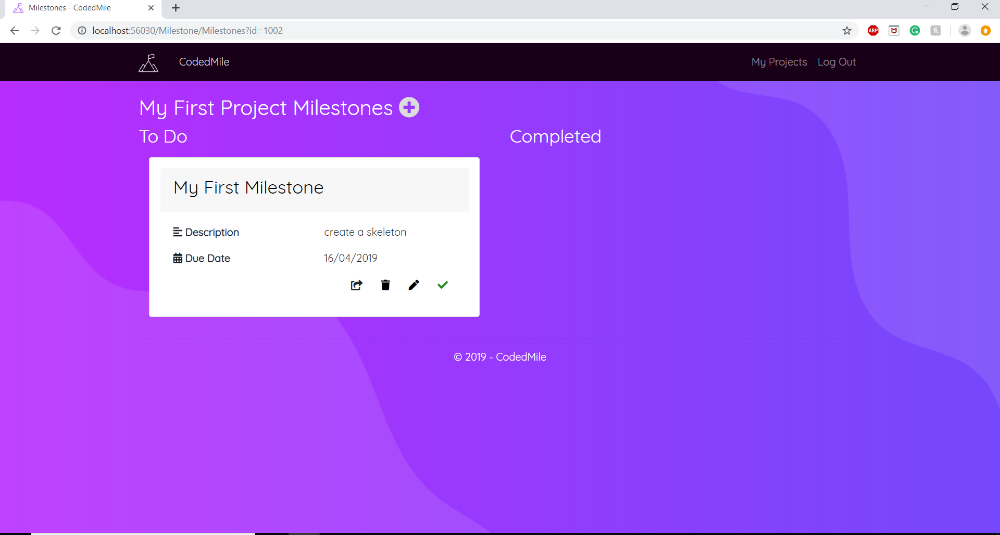 Milestones - CodedMile
localhost:56030/Milestone/Milestones?id=1002
ABP
CodedMile
My Projects Log Out
My First Project Milestones
To Do
Completed
My First Milestone
Description create a skeleton
Due Date 16/04/2019
© 2019 - CodedMile